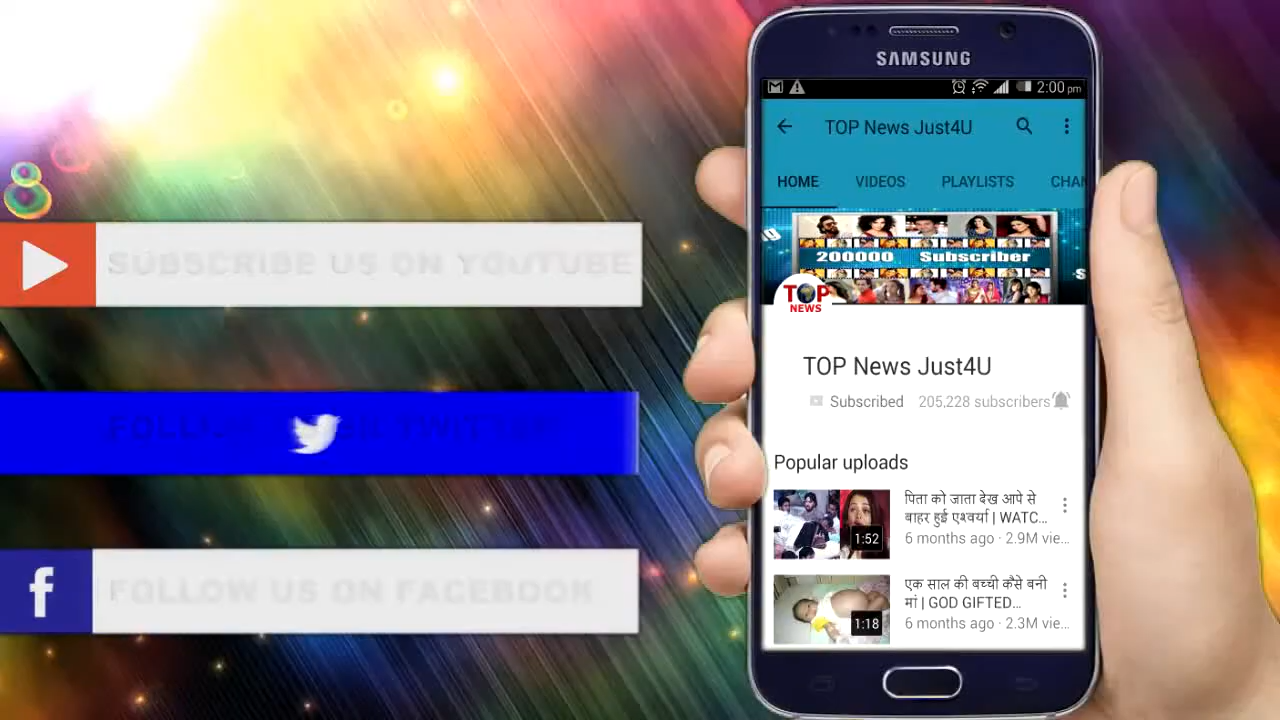 SUBSCRIBE US ON YOUTUBE
FOLLOW US ON FACEBOOK
SAMSUNG
2:00 pm
TOP News Just4U
HOME VIDEOS PLAYLISTS CHAN
200000 Subscriber
TOP
NEWS
TOP News Just4U
Subscribed 205,228 subscribers
Popular uploads
पिता को जाता देख आपे से
बाहर हुई एश्वर्या | WATC...
1:52
6 months ago · 2.9M vie...
एक साल की बच्ची कैसे बनी
मां | GOD GIFTED...
1:18
6 months ago · 2.3M vie...